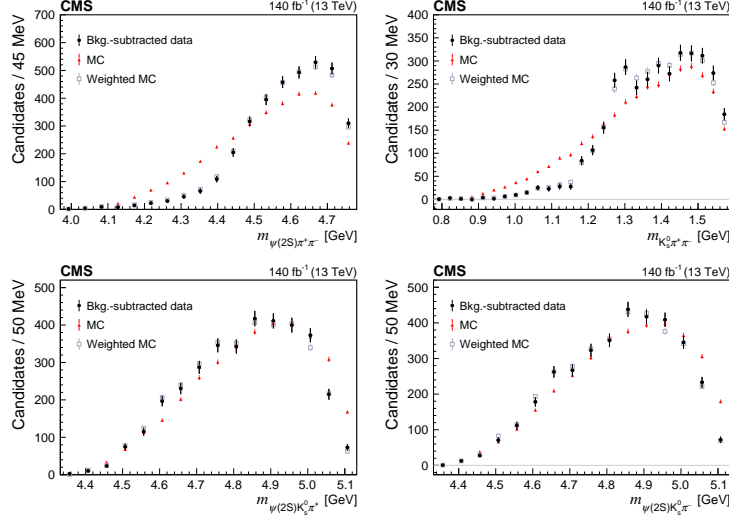 CMS 140 fb⁻¹ (13 TeV)
Candidates / 45 MeV
700
600
500
400
300
200
100
0
Bkg.-subtracted data
MC
Weighted MC
4.0 4.1 4.2 4.3 4.4 4.5 4.6 4.7
m_ψ(2S)π⁺π⁻ [GeV]
CMS 140 fb⁻¹ (13 TeV)
Candidates / 30 MeV
400
350
300
250
200
150
100
50
0
Bkg.-subtracted data
MC
Weighted MC
0.8 0.9 1.0 1.1 1.2 1.3 1.4 1.5
m_K_s⁰π⁺π⁻ [GeV]
CMS 140 fb⁻¹ (13 TeV)
Candidates / 50 MeV
500
400
300
200
100
0
Bkg.-subtracted data
MC
Weighted MC
4.4 4.5 4.6 4.7 4.8 4.9 5.0 5.1
m_ψ(2S)K_s⁰π⁺ [GeV]
CMS 140 fb⁻¹ (13 TeV)
Candidates / 50 MeV
500
400
300
200
100
0
Bkg.-subtracted data
MC
Weighted MC
4.4 4.5 4.6 4.7 4.8 4.9 5.0 5.1
m_ψ(2S)K_s⁰π⁻ [GeV]